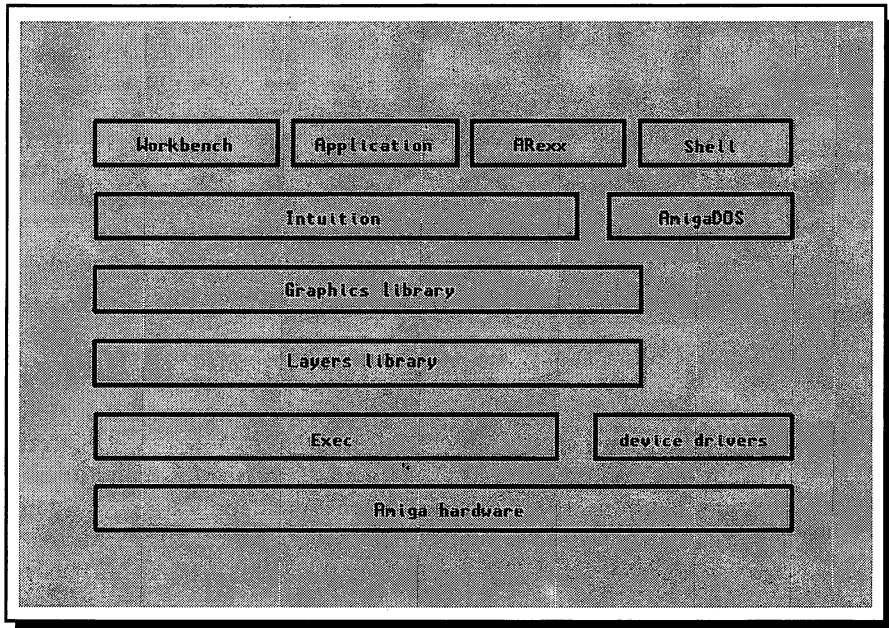 Workbench Application ARexx Shell
Intuition AmigaDOS
Graphics library
Layers library
Exec device drivers
Amiga hardware